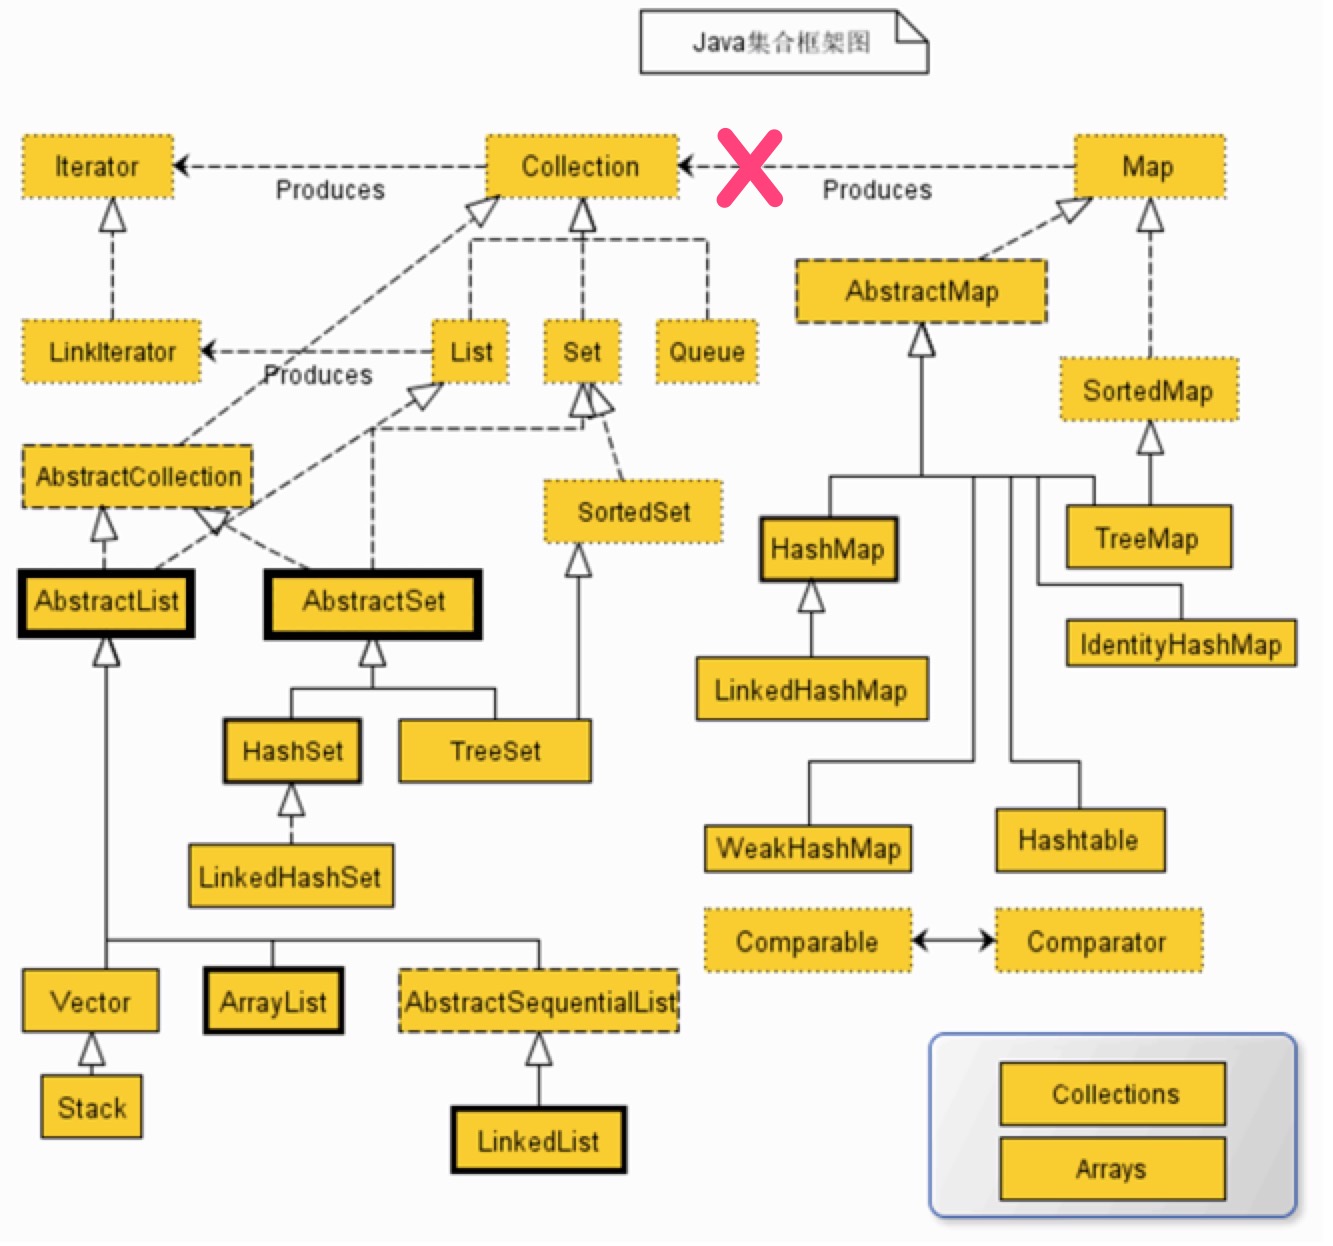 Java集合框架图
Iterator
Produces
Collection
Produces
Map
AbstractMap
LinkIterator
Produces
List
Set
Queue
SortedMap
AbstractCollection
SortedSet
HashMap
TreeMap
AbstractList
AbstractSet
IdentityHashMap
LinkedHashMap
HashSet
TreeSet
WeakHashMap
Hashtable
LinkedHashSet
Comparable
Comparator
Vector
ArrayList
AbstractSequentialList
Stack
LinkedList
Collections
Arrays